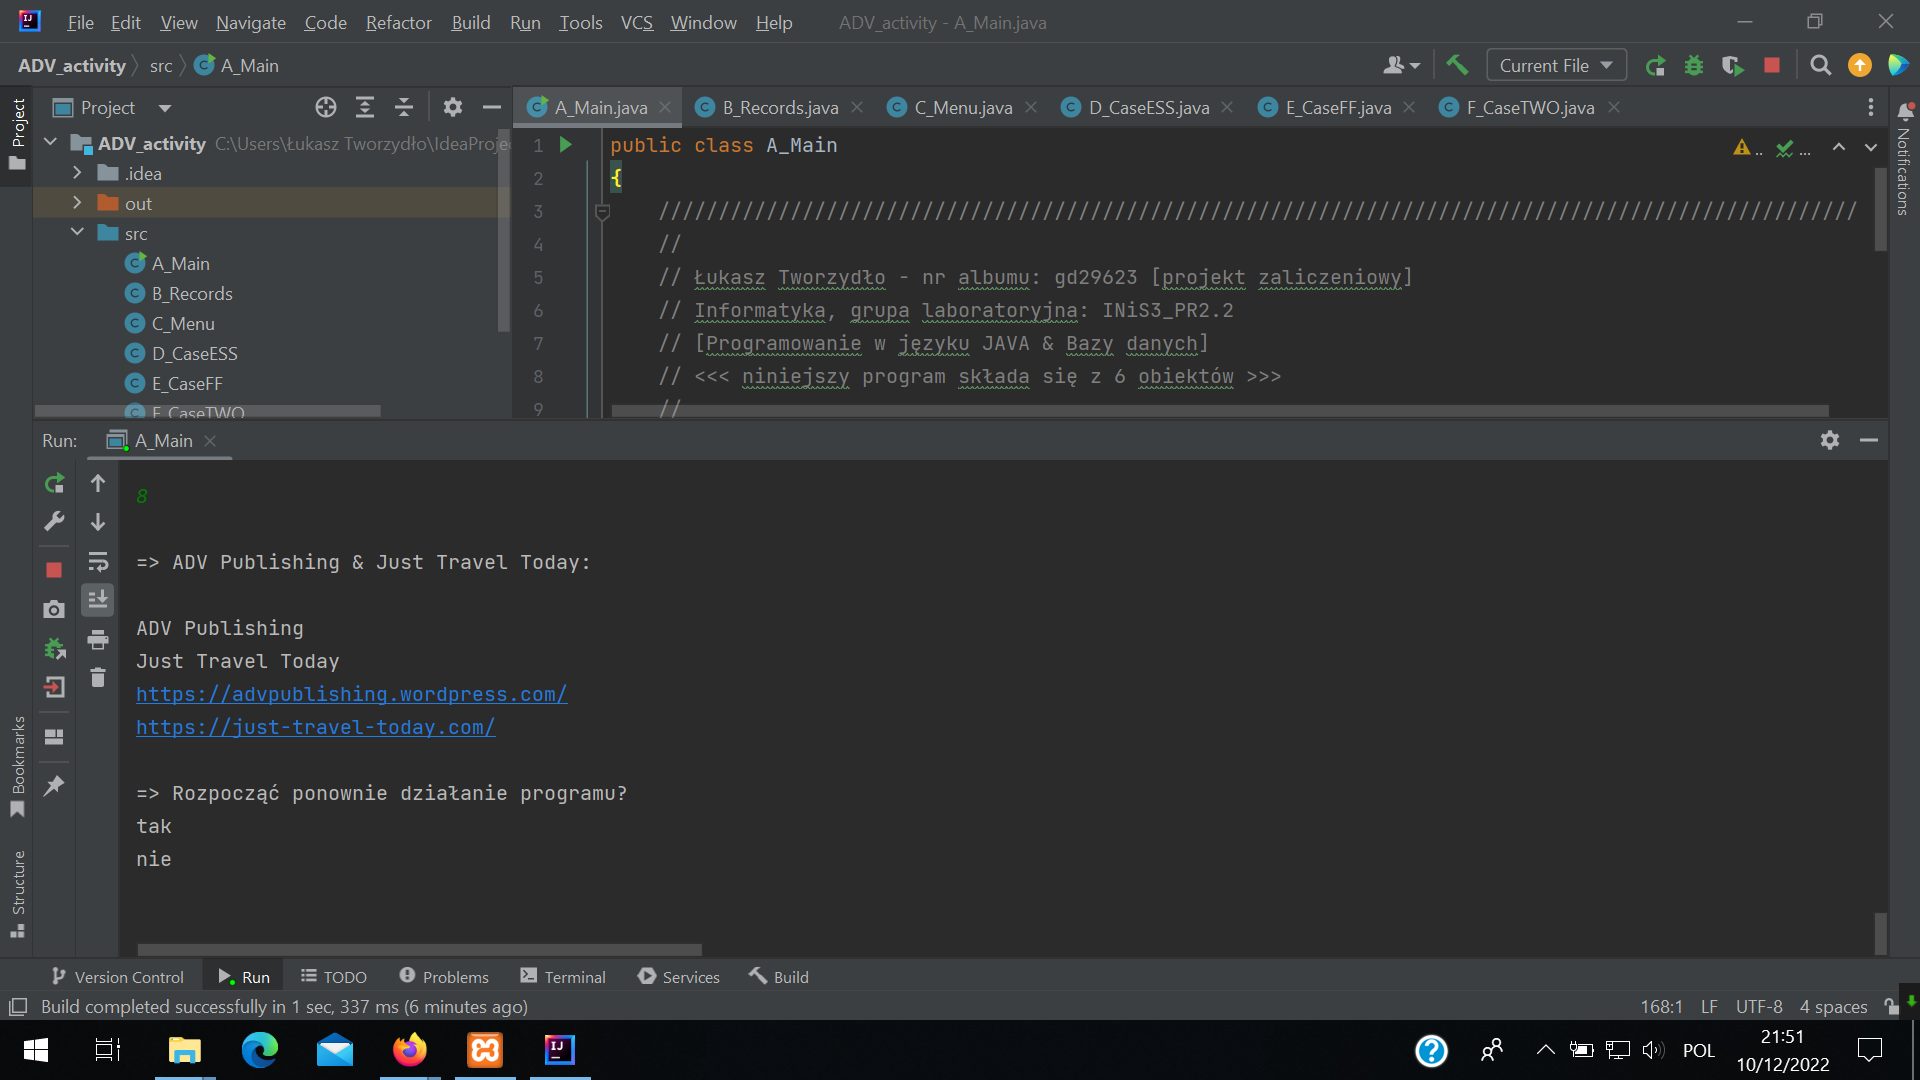 File Edit View Navigate Code Refactor Build Run Tools VCS Window Help ADV_activity - A_Main.java
ADV_activity src A_Main Current File
Project
Project
A_Main.java B_Records.java C_Menu.java D_CaseESS.java E_CaseFF.java F_CaseTWO.java
ADV_activity C:\Users\Łukasz Tworzydło\IdeaProje
.idea
out
src
A_Main
B_Records
C_Menu
D_CaseESS
E_CaseFF
F_CaseTWO
1 public class A_Main
2 {
3 ////////////////////////////////////////////////////////////////////////////////////////////////////
4 //
5 // Łukasz Tworzydło - nr albumu: gd29623 [projekt zaliczeniowy]
6 // Informatyka, grupa laboratoryjna: INiS3_PR2.2
7 // [Programowanie w języku JAVA & Bazy danych]
8 // <<< niniejszy program składa się z 6 obiektów >>>
9 //
Notifications
Run: A_Main
8
=> ADV Publishing & Just Travel Today:
ADV Publishing
Just Travel Today
https://advpublishing.wordpress.com/
https://just-travel-today.com/
=> Rozpocząć ponownie działanie programu?
tak
nie
Bookmarks
Structure
Version Control Run TODO Problems Terminal Services Build
Build completed successfully in 1 sec, 337 ms (6 minutes ago) 168:1 LF UTF-8 4 spaces
POL 21:51
10/12/2022